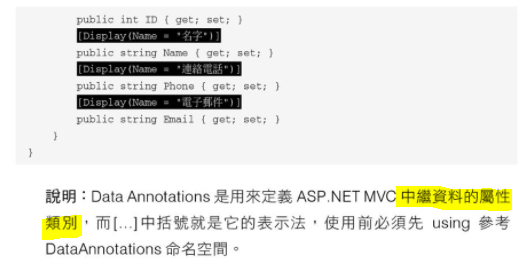 public int ID { get; set; }
[Display(Name = "名字")]
public string Name { get; set; }
[Display(Name = "連絡電話")]
public string Phone { get; set; }
[Display(Name = "電子郵件")]
public string Email { get; set; }
}
}
說明：Data Annotations 是用來定義 ASP.NET MVC 中繼資料的屬性
類別，而[...]中括號就是它的表示法，使用前必須先 using 參考
DataAnnotations 命名空間。